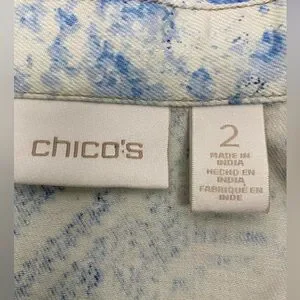 chico's
2
MADE IN
INDIA
HECHO EN
INDIA
FABRIQUÉ EN
INDE